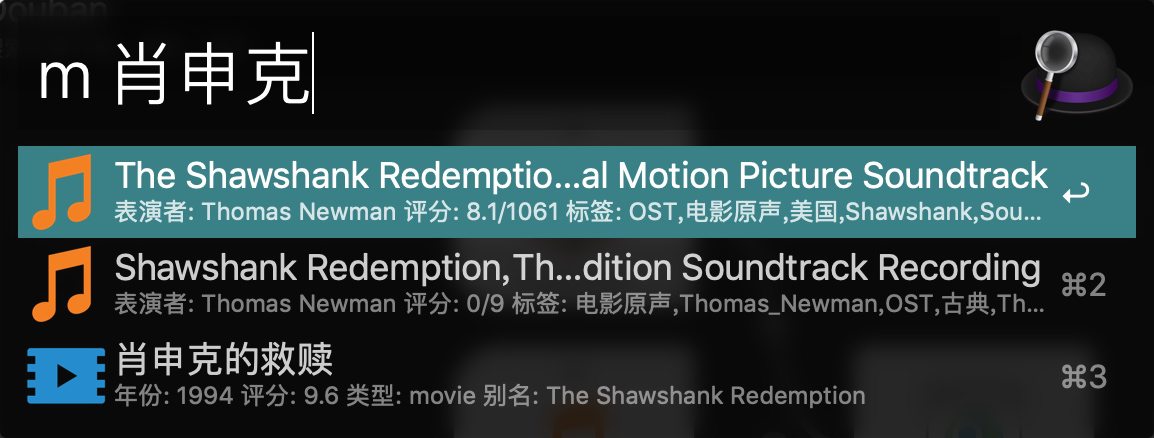 m 肖申克
The Shawshank Redemptio...al Motion Picture Soundtrack
表演者: Thomas Newman 评分: 8.1/1061 标签: OST,电影原声,美国,Shawshank,Sou...
Shawshank Redemption,Th...dition Soundtrack Recording
⌘2
表演者: Thomas Newman 评分: 0/9 标签: 电影原声,Thomas_Newman,OST,古典,Th...
肖申克的救赎
⌘3
年份: 1994 评分: 9.6 类型: movie 别名: The Shawshank Redemption